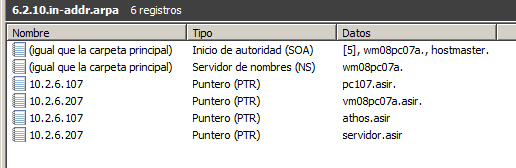 6.2.10.in-addr.arpa 6 registros
Nombre Tipo Datos
(igual que la carpeta principal) Inicio de autoridad (SOA) [5], wm08pc07a., hostmaster.
(igual que la carpeta principal) Servidor de nombres (NS) wm08pc07a.
10.2.6.107 Puntero (PTR) pc107.asir.
10.2.6.207 Puntero (PTR) vm08pc07a.asir.
10.2.6.107 Puntero (PTR) athos.asir
10.2.6.207 Puntero (PTR) servidor.asir